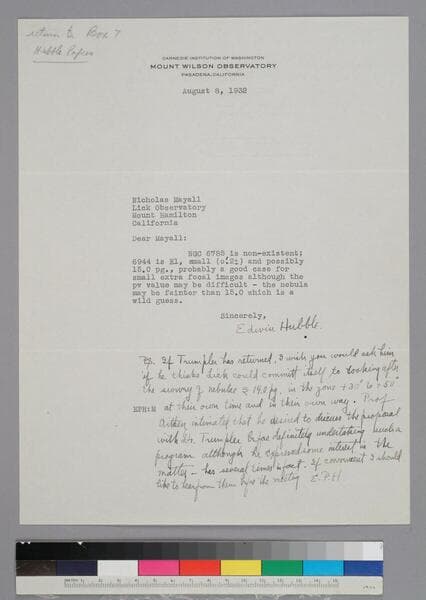 return to Box 7
Hubble Papers
CARNEGIE INSTITUTION OF WASHINGTON
MOUNT WILSON OBSERVATORY
PASADENA, CALIFORNIA
August 8, 1932
Nicholas Mayall
Lick Observatory
Mount Hamilton
California
Dear Mayall:
NGC 6788 is non-existent;
6944 is E1, small (0.'2±) and possibly
15.0 pg., probably a good case for
small extra focal images although the
pv value may be difficult - the nebula
may be fainter than 15.0 which is a
wild guess.
Sincerely,
Edwin Hubble.
P.S. If Trumpler has returned, I wish you would ask him
if he thinks Lick could commit itself to looking after
the survey of nebulae ≤ 14.0 pg. in the zone +30° to +50°
EPH:N
at their own time and in their own way. Prof
Aitken intimates that he desired to discuss the proposal
with Dr. Trumpler before definitely undertaking such a
program although he expressed some interest in the
matter - has several times in fact. If convenient I should
like to hear from them before the meeting E.P.H